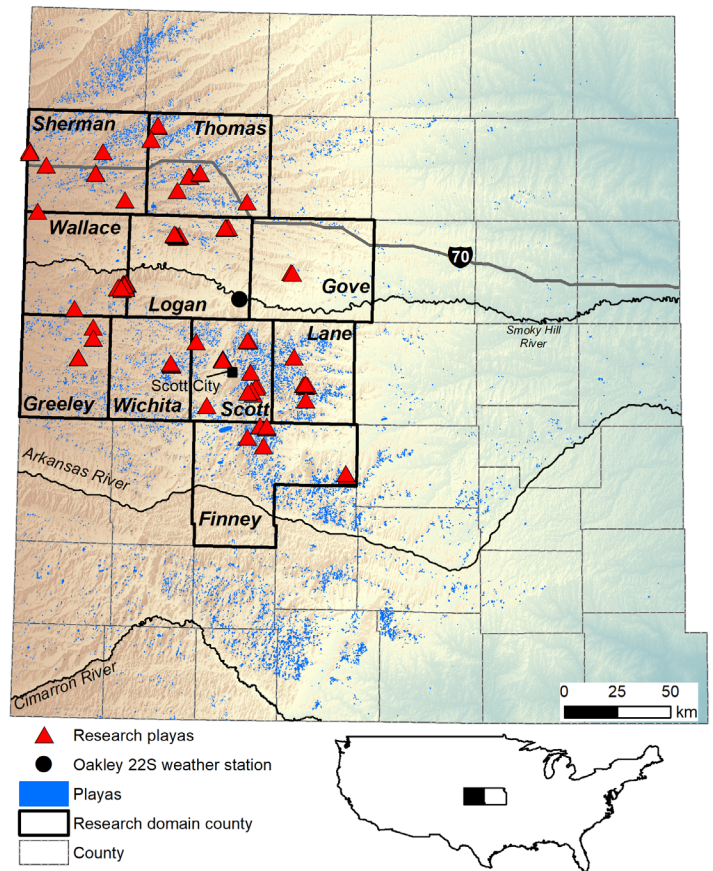 Sherman
Thomas
Wallace
70
Gove
Logan
Lane
Smoky Hill
River
Scott City
Greeley
Wichita
Scott
Arkansas River
Finney
Cimarron River
0 25 50
km
Research playas
Oakley 22S weather station
Playas
Research domain county
County